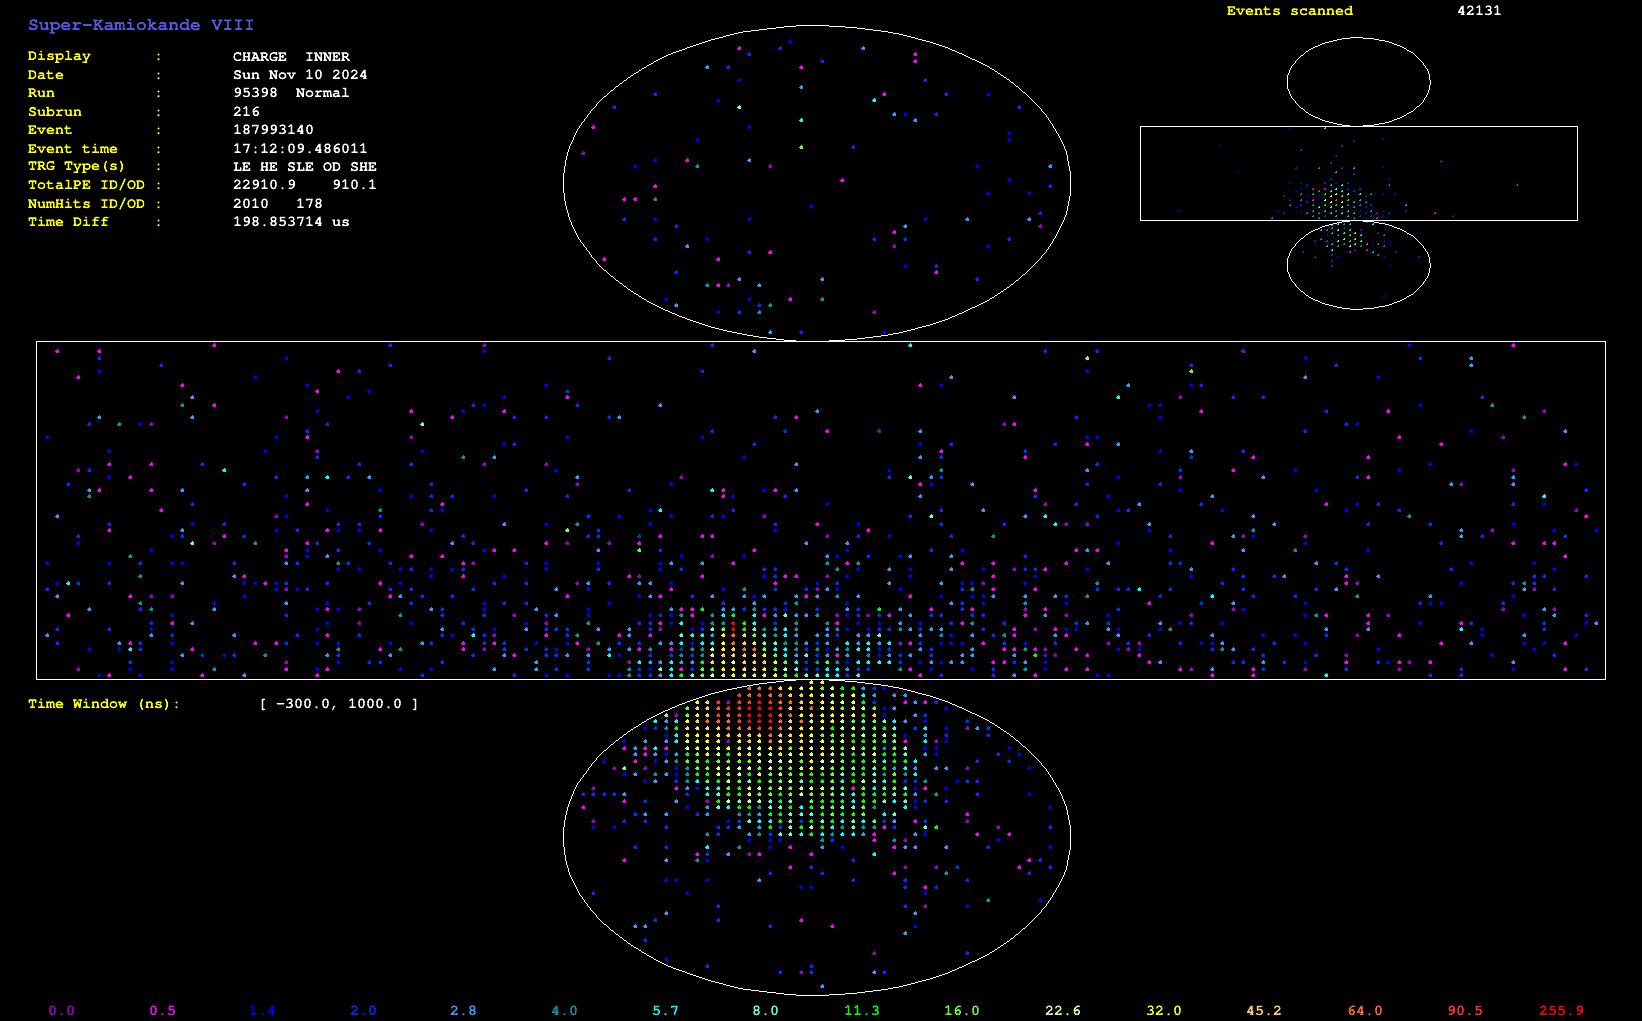 Super-Kamiokande VIII
Events scanned 42131
Display : CHARGE INNER
Date : Sun Nov 10 2024
Run : 95398 Normal
Subrun : 216
Event : 187993140
Event time : 17:12:09.486011
TRG Type(s) : LE HE SLE OD SHE
TotalPE ID/OD : 22910.9 910.1
NumHits ID/OD : 2010 178
Time Diff : 198.853714 us
Time Window (ns): [ -300.0, 1000.0 ]
0.0 0.5 1.4 2.0 2.8 4.0 5.7 8.0 11.3 16.0 22.6 32.0 45.2 64.0 90.5 255.9